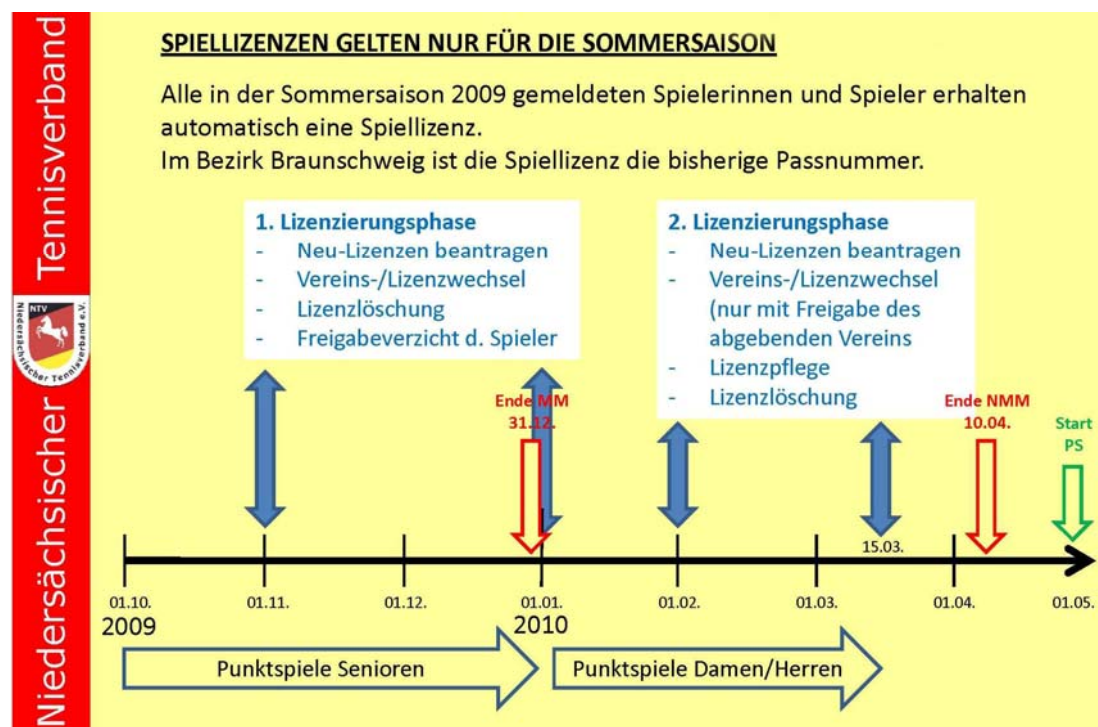 Niedersächsischer Tennisverband
NTV
Niedersächsischer Tennisverband e.V.
SPIELLIZENZEN GELTEN NUR FÜR DIE SOMMERSAISON
Alle in der Sommersaison 2009 gemeldeten Spielerinnen und Spieler erhalten
automatisch eine Spiellizenz.
Im Bezirk Braunschweig ist die Spiellizenz die bisherige Passnummer.
1. Lizenzierungsphase
- Neu-Lizenzen beantragen
- Vereins-/Lizenzwechsel
- Lizenzlöschung
- Freigabeverzicht d. Spieler
2. Lizenzierungsphase
- Neu-Lizenzen beantragen
- Vereins-/Lizenzwechsel
(nur mit Freigabe des
abgebenden Vereins
- Lizenzpflege
- Lizenzlöschung
Ende MM
31.12.
Ende NMM
10.04.
Start
PS
15.03.
01.10. 01.11. 01.12. 01.01. 01.02. 01.03. 01.04. 01.05.
2009 2010
Punktspiele Senioren
Punktspiele Damen/Herren